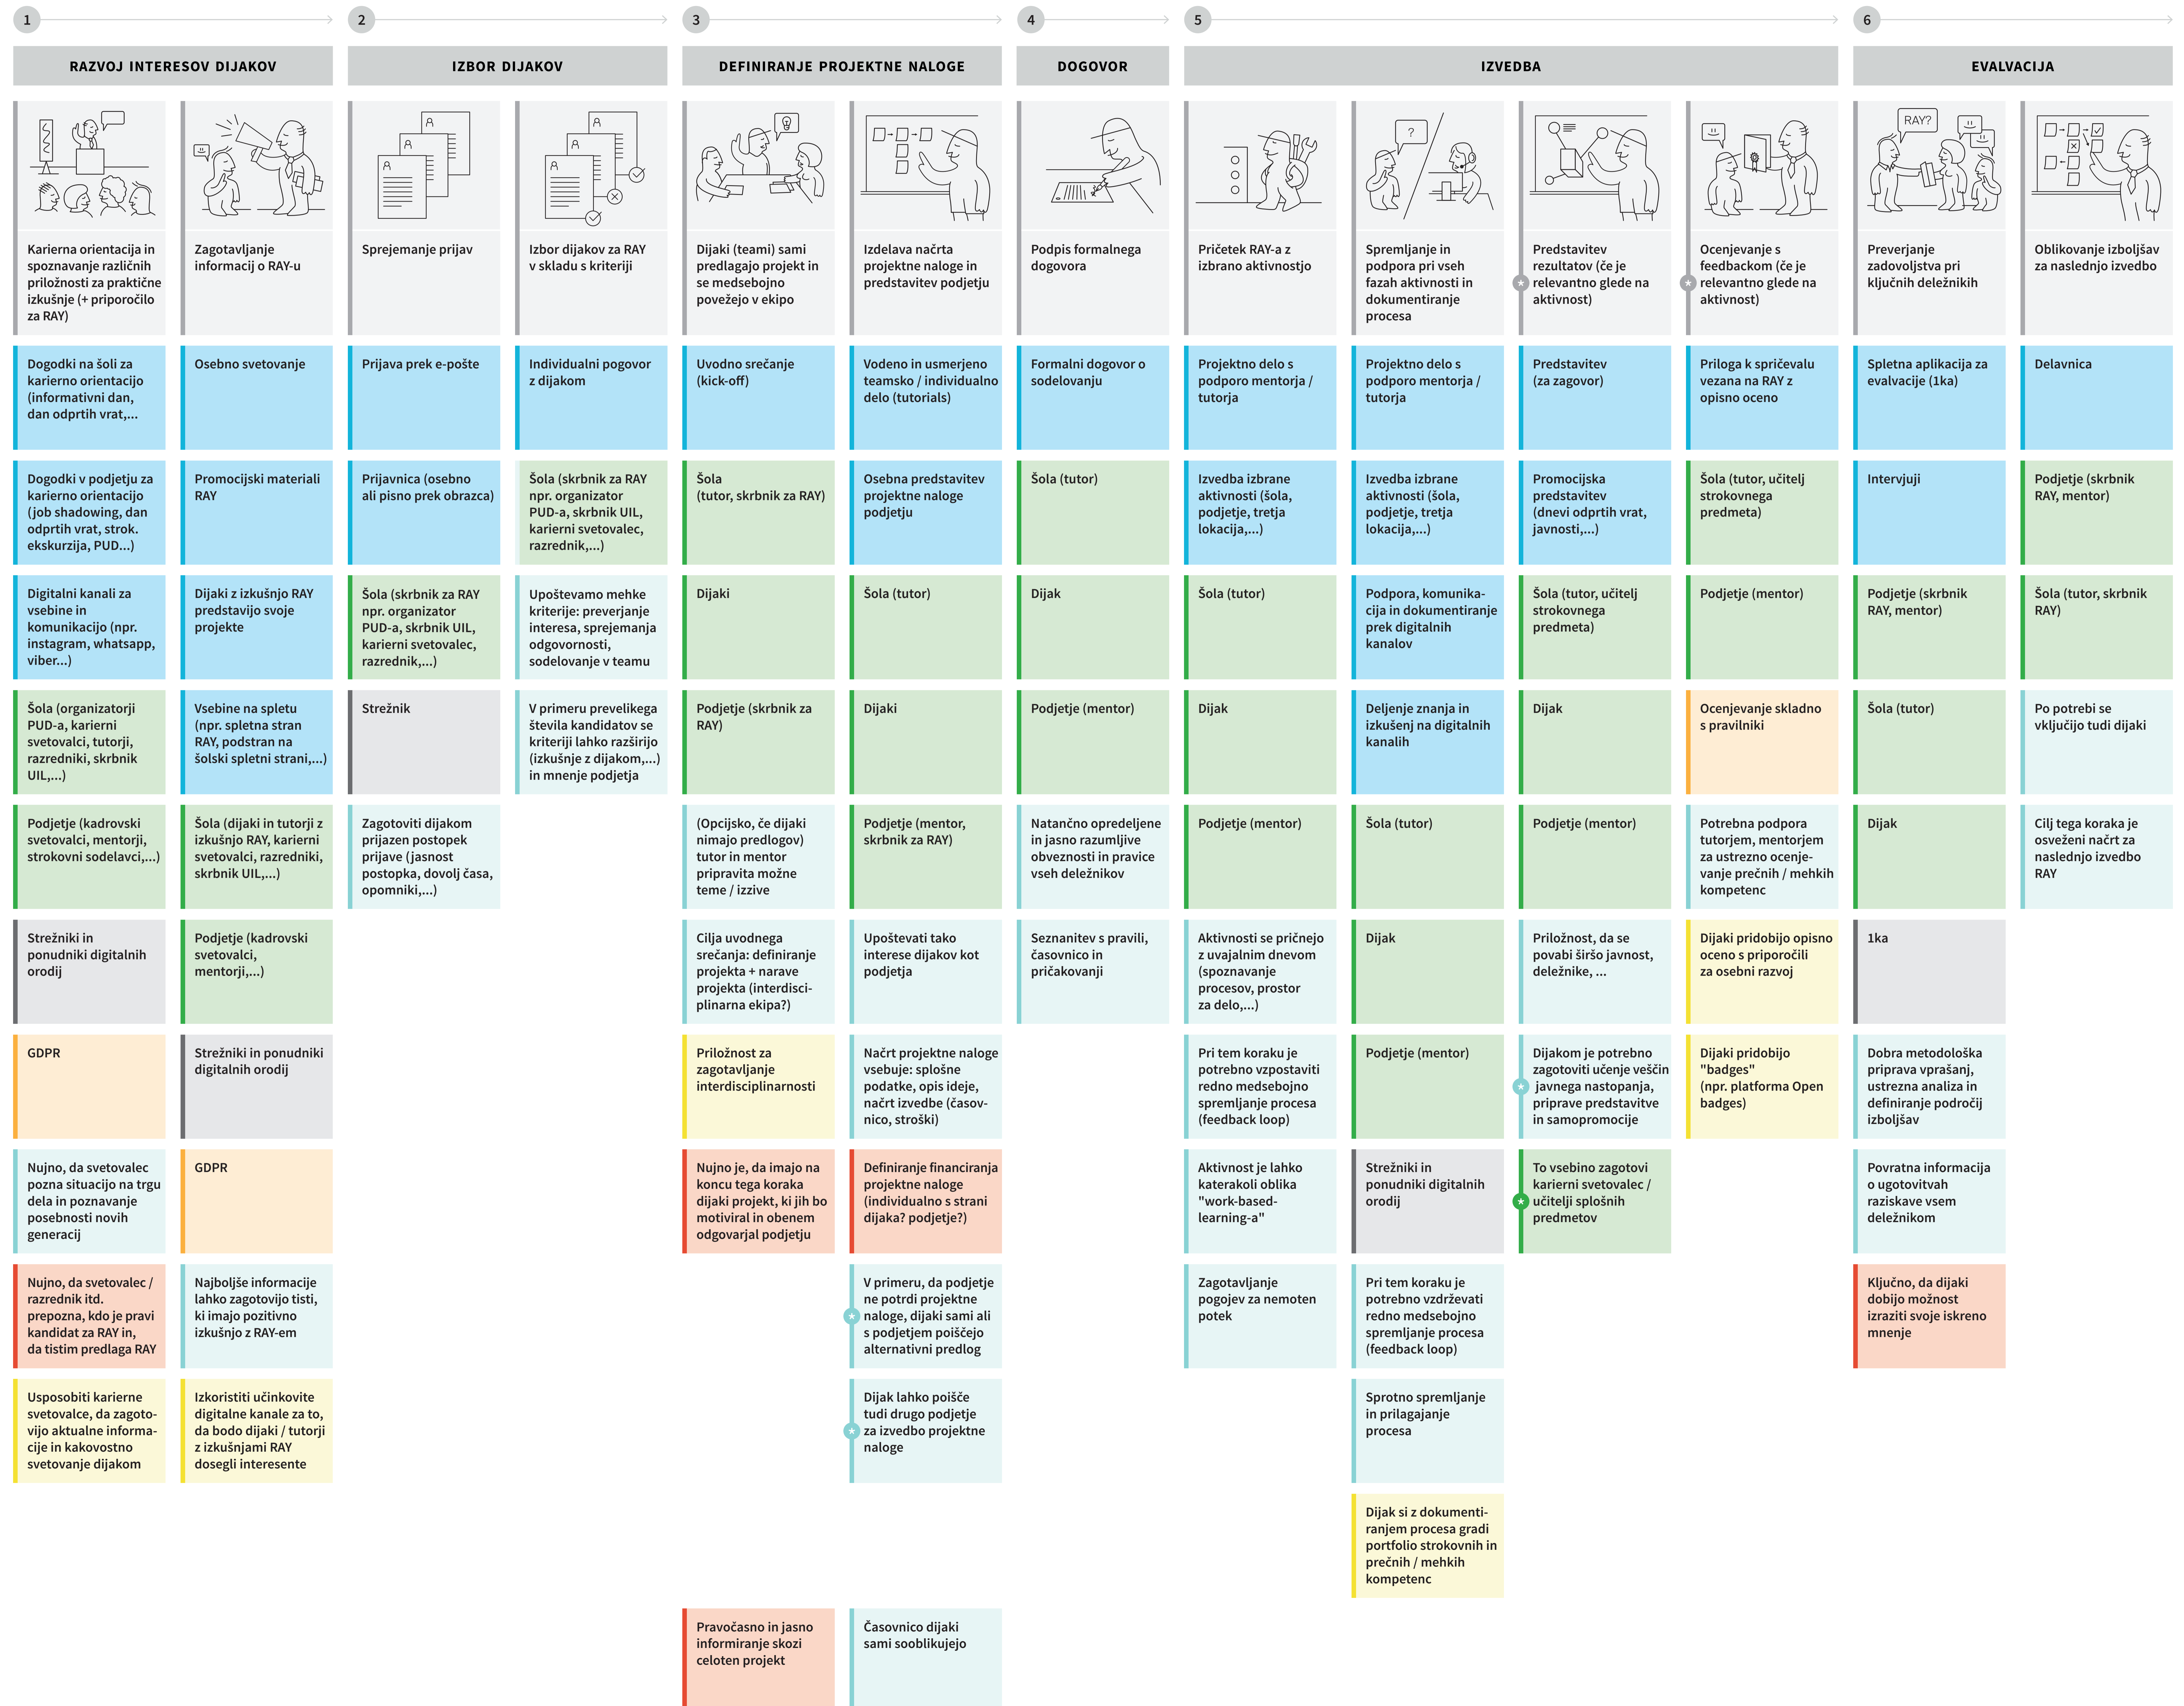 1
2
3
4
5
6
RAZVOJ INTERESOV DIJAKOV
IZBOR DIJAKOV
DEFINIRANJE PROJEKTNE NALOGE
DOGOVOR
IZVEDBA
EVALVACIJA
Karierna orientacija in
spoznavanje različnih
priložnosti za praktične
izkušnje (+ priporočilo
za RAY)
Dogodki na šoli za
karierno orientacijo
(informativni dan,
dan odprtih vrat,...
Dogodki v podjetju za
karierno orientacijo
(job shadowing, dan
odprtih vrat, strok.
ekskurzija, PUD...)
Digitalni kanali za
vsebine in
komunikacijo (npr.
instagram, whatsapp,
viber...)
Šola (organizatorji
PUD-a, karierni
svetovalci, tutorji,
razredniki, skrbnik
UIL,...)
Podjetje (kadrovski
svetovalci, mentorji,
strokovni sodelavci,...)
Strežniki in
ponudniki digitalnih
orodij
GDPR
Nujno, da svetovalec
pozna situacijo na trgu
dela in poznavanje
posebnosti novih
generacij
Nujno, da svetovalec /
razrednik itd.
prepozna, kdo je pravi
kandidat za RAY in,
da tistim predlaga RAY
Usposobiti karierne
svetovalce, da zagoto-
vijo aktualne informa-
cije in kakovostno
svetovanje dijakom
Zagotavljanje
informacij o RAY-u
Osebno svetovanje
Promocijski materiali
RAY
Dijaki z izkušnjo RAY
predstavijo svoje
projekte
Vsebine na spletu
(npr. spletna stran
RAY, podstran na
šolski spletni strani,...)
Šola (dijaki in tutorji z
izkušnjo RAY, karierni
svetovalci, razredniki,
skrbnik UIL,...)
Podjetje (kadrovski
svetovalci,
mentorji,...)
Strežniki in ponudniki
digitalnih orodij
GDPR
Najboljše informacije
lahko zagotovijo tisti,
ki imajo pozitivno
izkušnjo z RAY-em
Izkoristiti učinkovite
digitalne kanale za to,
da bodo dijaki / tutorji
z izkušnjami RAY
dosegli interesente
Sprejemanje prijav
Prijava prek e-pošte
Prijavnica (osebno
ali pisno prek obrazca)
Šola (skrbnik za RAY
npr. organizator
PUD-a, skrbnik UIL,
karierni svetovalec,
razrednik,...)
Strežnik
Zagotoviti dijakom
prijazen postopek
prijave (jasnost
postopka, dovolj časa,
opomniki,...)
Izbor dijakov za RAY
v skladu s kriteriji
Individualni pogovor
z dijakom
Šola (skrbnik za RAY
npr. organizator
PUD-a, skrbnik UIL,
karierni svetovalec,
razrednik,...)
Upoštevamo mehke
kriterije: preverjanje
interesa, sprejemanja
odgovornosti,
sodelovanje v teamu
V primeru prevelikega
števila kandidatov se
kriteriji lahko razširijo
(izkušnje z dijakom,...)
in mnenje podjetja
Dijaki (teami) sami
predlagajo projekt in
se medsebojno
povežejo v ekipo
Uvodno srečanje
(kick-off)
Šola
(tutor, skrbnik za RAY)
Dijaki
Podjetje (skrbnik za
RAY)
(Opcijsko, če dijaki
nimajo predlogov)
tutor in mentor
pripravita možne
teme / izzive
Cilja uvodnega
srečanja: definiranje
projekta + narave
projekta (interdisci-
plinarna ekipa?)
Priložnost za
zagotavljanje
interdisciplinarnosti
Nujno je, da imajo na
koncu tega koraka
dijaki projekt, ki jih bo
motiviral in obenem
odgovarjal podjetju
Pravočasno in jasno
informiranje skozi
celoten projekt
Izdelava načrta
projektne naloge in
predstavitev podjetju
Vodeno in usmerjeno
teamsko / individualno
delo (tutorials)
Osebna predstavitev
projektne naloge
podjetju
Šola (tutor)
Dijaki
Podjetje (mentor,
skrbnik za RAY)
Upoštevati tako
interese dijakov kot
podjetja
Načrt projektne naloge
vsebuje: splošne
podatke, opis ideje,
načrt izvedbe (časov-
nico, stroški)
Definiranje financiranja
projektne naloge
(individualno s strani
dijaka? podjetje?)
V primeru, da podjetje
ne potrdi projektne
naloge, dijaki sami ali
s podjetjem poiščejo
alternativni predlog
Dijak lahko poišče
tudi drugo podjetje
za izvedbo projektne
naloge
Časovnico dijaki
sami sooblikujejo
Podpis formalnega
dogovora
Formalni dogovor o
sodelovanju
Šola (tutor)
Dijak
Podjetje (mentor)
Natančno opredeljene
in jasno razumljive
obveznosti in pravice
vseh deležnikov
Seznanitev s pravili,
časovnico in
pričakovanji
Pričetek RAY-a z
izbrano aktivnostjo
Projektno delo s
podporo mentorja /
tutorja
Izvedba izbrane
aktivnosti (šola,
podjetje, tretja
lokacija,...)
Šola (tutor)
Dijak
Podjetje (mentor)
Aktivnosti se pričnejo
z uvajalnim dnevom
(spoznavanje
procesov, prostor
za delo,...)
Pri tem koraku je
potrebno vzpostaviti
redno medsebojno
spremljanje procesa
(feedback loop)
Aktivnost je lahko
katerakoli oblika
"work-based-
learning-a"
Zagotavljanje
pogojev za nemoten
potek
?
Spremljanje in
podpora pri vseh
fazah aktivnosti in
dokumentiranje
procesa
Projektno delo s
podporo mentorja /
tutorja
Izvedba izbrane
aktivnosti (šola,
podjetje, tretja
lokacija,...)
Podpora, komunika-
cija in dokumentiranje
prek digitalnih
kanalov
Deljenje znanja in
izkušenj na digitalnih
kanalih
Šola (tutor)
Dijak
Podjetje (mentor)
Strežniki in
ponudniki digitalnih
orodij
Pri tem koraku je
potrebno vzdrževati
redno medsebojno
spremljanje procesa
(feedback loop)
Sprotno spremljanje
in prilagajanje
procesa
Dijak si z dokumenti-
ranjem procesa gradi
portfolio strokovnih in
prečnih / mehkih
kompetenc
Predstavitev
rezultatov (če je
relevantno glede na
aktivnost)
Predstavitev
(za zagovor)
Promocijska
predstavitev
(dnevi odprtih vrat,
javnosti,...)
Šola (tutor, učitelj
strokovnega
predmeta)
Dijak
Podjetje (mentor)
Priložnost, da se
povabi širšo javnost,
deležnike, ...
Dijakom je potrebno
zagotoviti učenje veščin
javnega nastopanja,
priprave predstavitve
in samopromocije
To vsebino zagotovi
karierni svetovalec /
učitelji splošnih
predmetov
Ocenjevanje s
feedbackom (če je
relevantno glede na
aktivnost)
Priloga k spričevalu
vezana na RAY z
opisno oceno
Šola (tutor, učitelj
strokovnega
predmeta)
Podjetje (mentor)
Ocenjevanje skladno
s pravilniki
Potrebna podpora
tutorjem, mentorjem
za ustrezno ocenje-
vanje prečnih / mehkih
kompetenc
Dijaki pridobijo opisno
oceno s priporočili
za osebni razvoj
Dijaki pridobijo
"badges"
(npr. platforma Open
badges)
RAY?
Preverjanje
zadovoljstva pri
ključnih deležnikih
Spletna aplikacija za
evalvacije (1ka)
Intervjuji
Podjetje (skrbnik
RAY, mentor)
Šola (tutor)
Dijak
1ka
Dobra metodološka
priprava vprašanj,
ustrezna analiza in
definiranje področij
izboljšav
Povratna informacija
o ugotovitvah
raziskave vsem
deležnikom
Ključno, da dijaki
dobijo možnost
izraziti svoje iskreno
mnenje
Oblikovanje izboljšav
za naslednjo izvedbo
Delavnica
Podjetje (skrbnik
RAY, mentor)
Šola (tutor, skrbnik
RAY)
Po potrebi se
vključijo tudi dijaki
Cilj tega koraka je
osveženi načrt za
naslednjo izvedbo
RAY